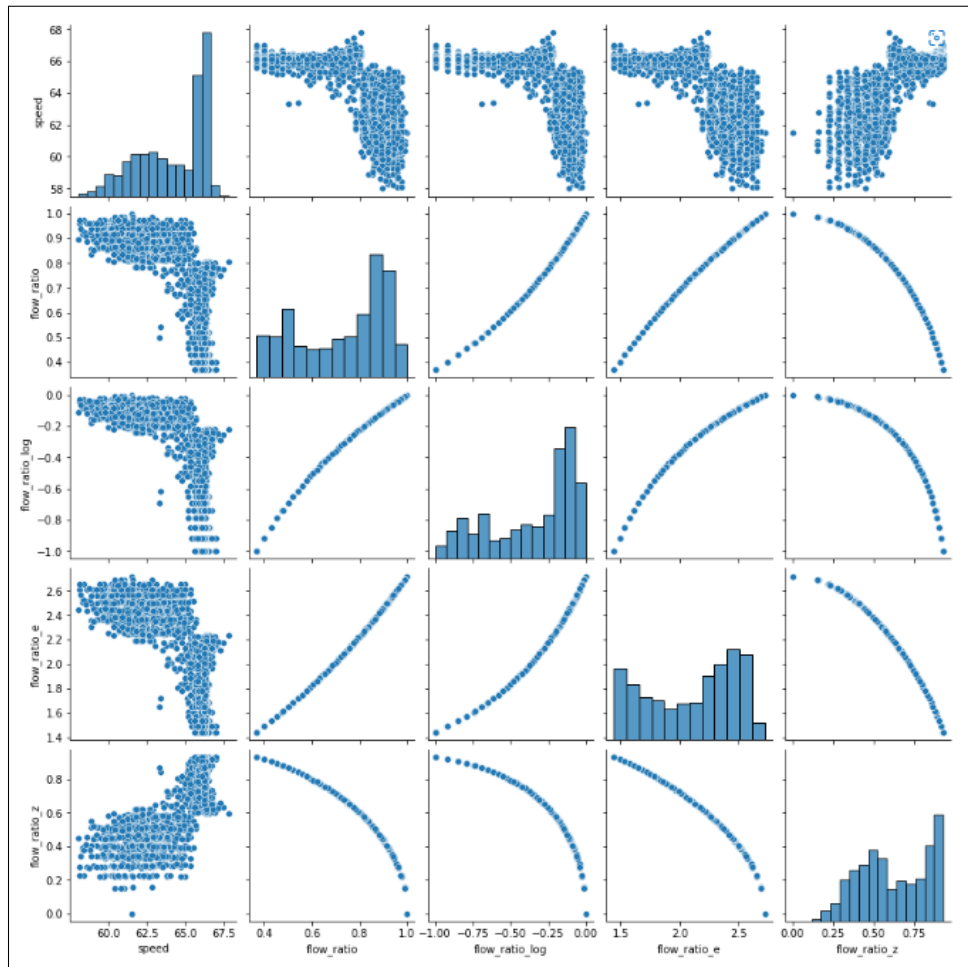 68
66
64
62
60
58
speed
1.0
0.9
0.8
0.7
0.6
0.5
0.4
flow_ratio
0.0
−0.2
−0.4
−0.6
−0.8
−1.0
flow_ratio_log
2.6
2.4
2.2
2.0
1.8
1.6
1.4
flow_ratio_e
0.8
0.6
0.4
0.2
0.0
flow_ratio_z
60.0 62.5 65.0 67.5
0.4 0.6 0.8 1.0
−1.00 −0.75 −0.50 −0.25 0.00
1.5 2.0 2.5
0.00 0.25 0.50 0.75
speed
flow_ratio
flow_ratio_log
flow_ratio_e
flow_ratio_z